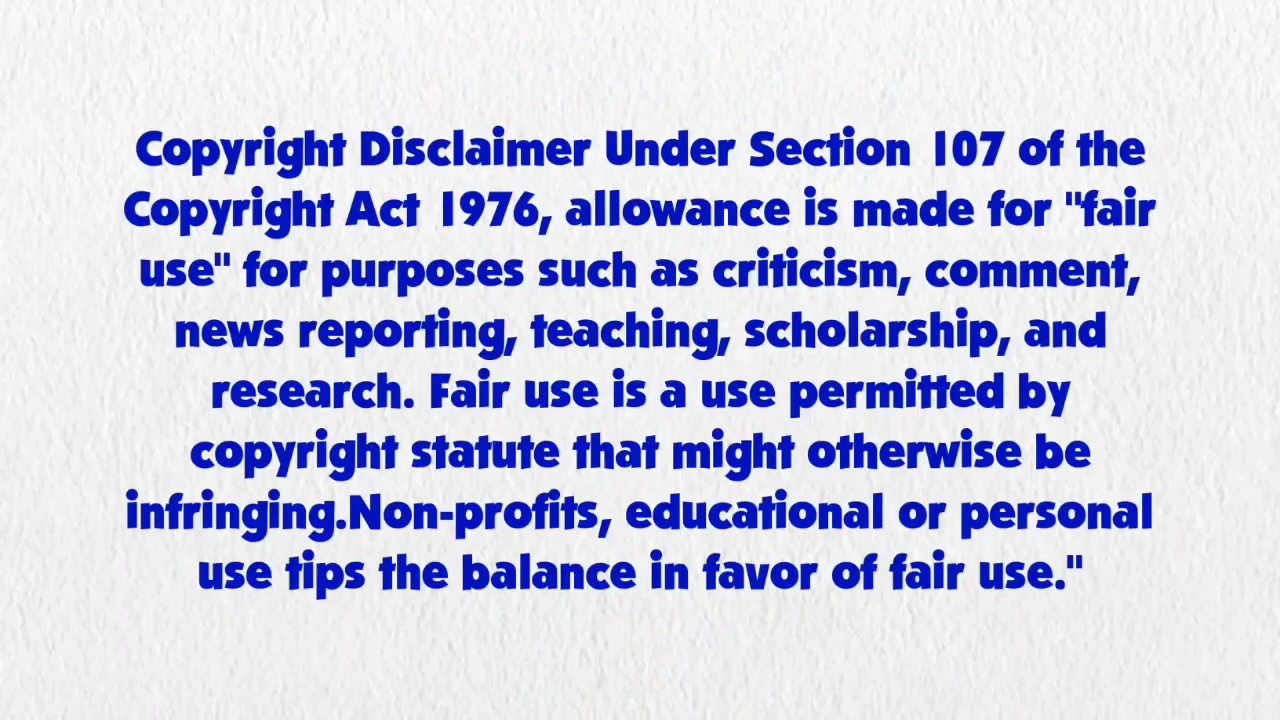 Copyright Disclaimer Under Section 107 of the
Copyright Act 1976, allowance is made for "fair
use" for purposes such as criticism, comment,
news reporting, teaching, scholarship, and
research. Fair use is a use permitted by
copyright statute that might otherwise be
infringing.Non-profits, educational or personal
use tips the balance in favor of fair use."